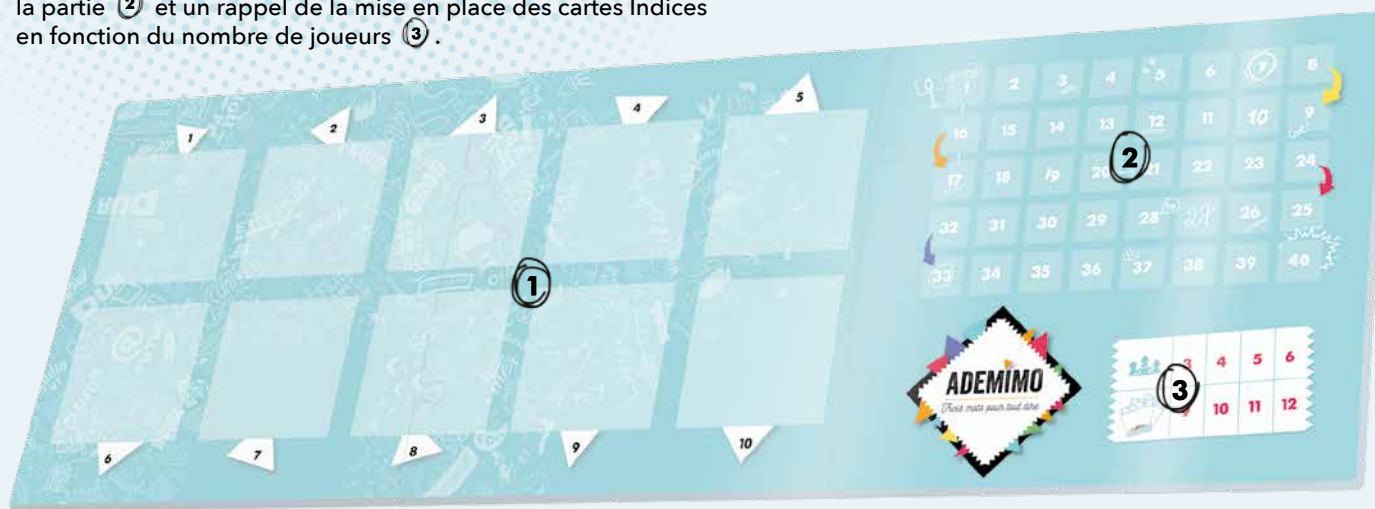 la partie 2 et un rappel de la mise en place des cartes Indices
en fonction du nombre de joueurs 3 .
1 2 3 4 5
6 7 8 9 10
1
1 2 3 4 5 6 7 8
16 15 14 13 12 11 10 9
17 18 19 20 21 22 23 24
32 31 30 29 28 27 26 25
33 34 35 36 37 38 39 40
2
ADEMIMO
Trois mots pour tout dire
3 4 5 6
10 11 12
3